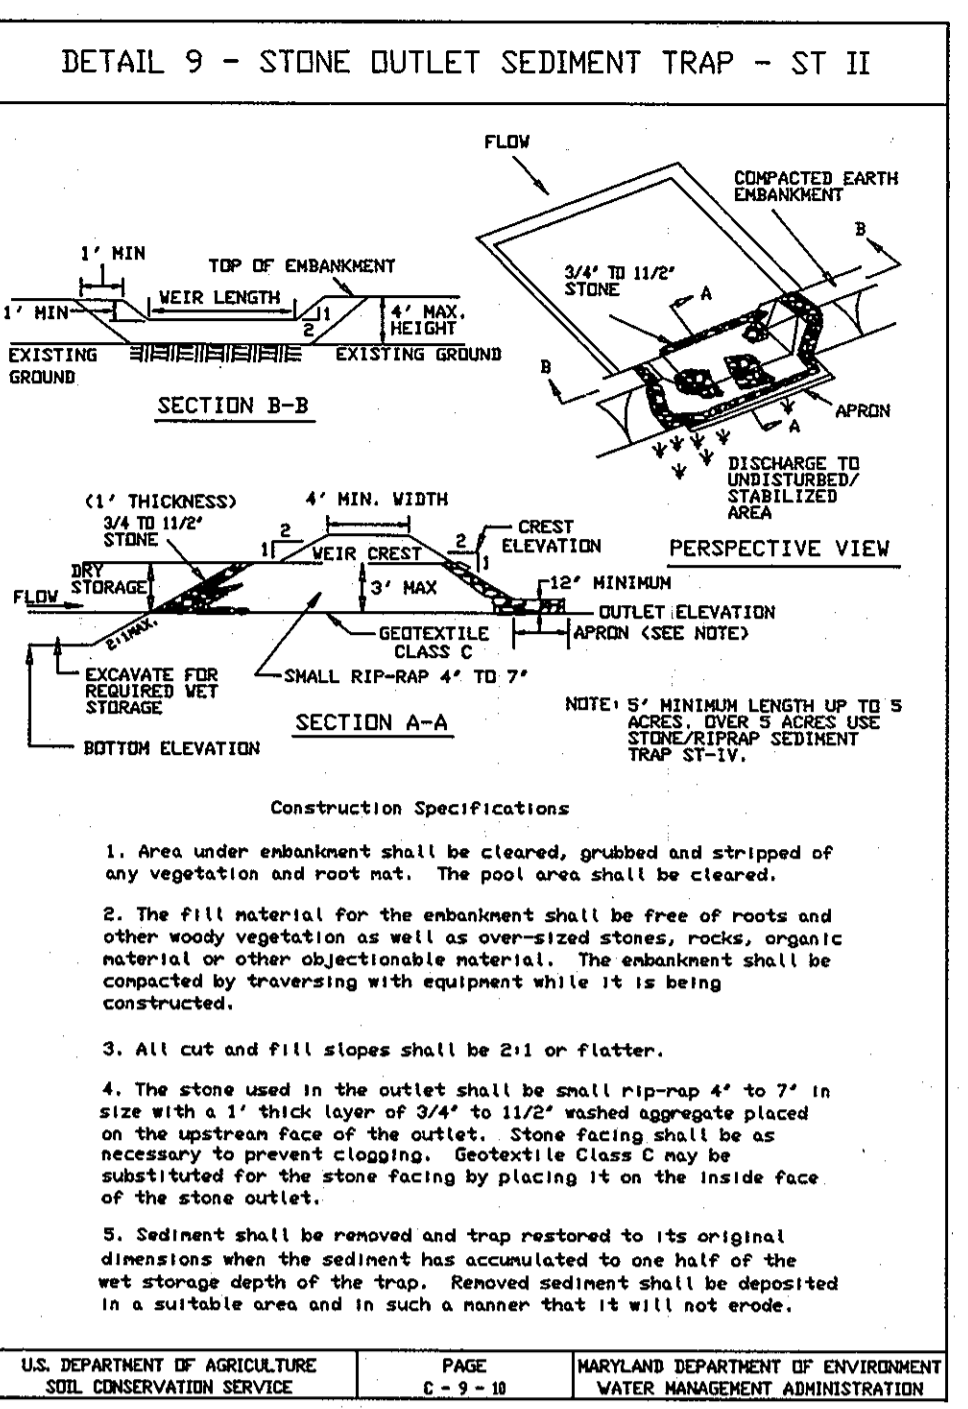 DETAIL 9 - STONE OUTLET SEDIMENT TRAP - ST II
FLOW
COMPACTED EARTH
EMBANKMENT
B
1' MIN
TOP OF EMBANKMENT
3/4" TO 11/2"
STONE
A
WEIR LENGTH
1' MIN
1
2
4' MAX.
HEIGHT
EXISTING
GROUND
EXISTING GROUND
B
SECTION B-B
APRON
A
DISCHARGE TO
UNDISTURBED/
STABILIZED
AREA
PERSPECTIVE VIEW
(1' THICKNESS)
3/4 TO 11/2"
STONE
4' MIN. WIDTH
2
1
WEIR CREST
2
1
CREST
ELEVATION
DRY
STORAGE
3' MAX
12" MINIMUM
FLOW
OUTLET ELEVATION
2:1MAX.
GEOTEXTILE
CLASS C
APRON (SEE NOTE)
EXCAVATE FOR
REQUIRED WET
STORAGE
SMALL RIP-RAP 4" TO 7"
SECTION A-A
BOTTOM ELEVATION
NOTE: 5' MINIMUM LENGTH UP TO 5
ACRES. OVER 5 ACRES USE
STONE/RIPRAP SEDIMENT
TRAP ST-IV.
Construction Specifications
1. Area under embankment shall be cleared, grubbed and stripped of
any vegetation and root mat. The pool area shall be cleared.
2. The fill material for the embankment shall be free of roots and
other woody vegetation as well as over-sized stones, rocks, organic
material or other objectionable material. The embankment shall be
compacted by traversing with equipment while it is being
constructed.
3. All cut and fill slopes shall be 2:1 or flatter.
4. The stone used in the outlet shall be small rip-rap 4" to 7" in
size with a 1' thick layer of 3/4" to 11/2" washed aggregate placed
on the upstream face of the outlet. Stone facing shall be as
necessary to prevent clogging. Geotextile Class C may be
substituted for the stone facing by placing it on the inside face
of the stone outlet.
5. Sediment shall be removed and trap restored to its original
dimensions when the sediment has accumulated to one half of the
wet storage depth of the trap. Removed sediment shall be deposited
in a suitable area and in such a manner that it will not erode.
U.S. DEPARTMENT OF AGRICULTURE
SOIL CONSERVATION SERVICE
PAGE
C - 9 - 10
MARYLAND DEPARTMENT OF ENVIRONMENT
WATER MANAGEMENT ADMINISTRATION